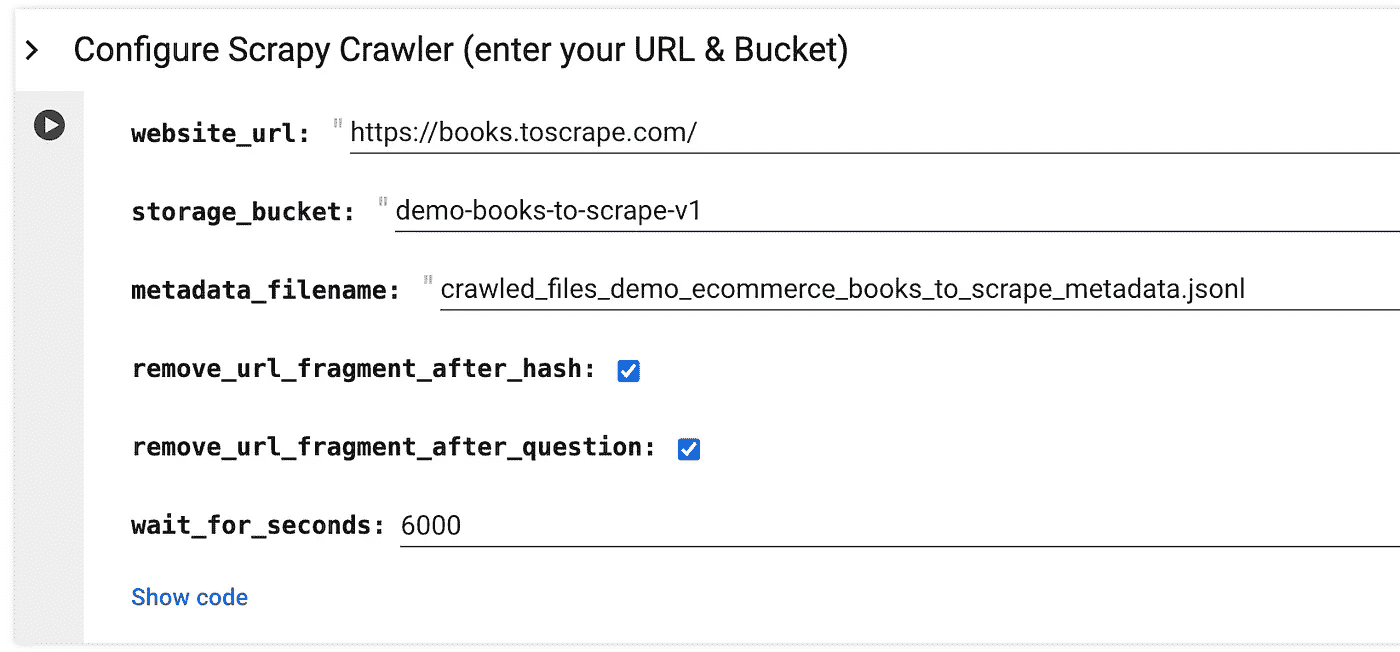 Configure Scrapy Crawler (enter your URL & Bucket)
website_url: "https://books.toscrape.com/
storage_bucket: "demo-books-to-scrape-v1
metadata_filename: "crawled_files_demo_ecommerce_books_to_scrape_metadata.jsonl
remove_url_fragment_after_hash:
remove_url_fragment_after_question:
wait_for_seconds: 6000
Show code